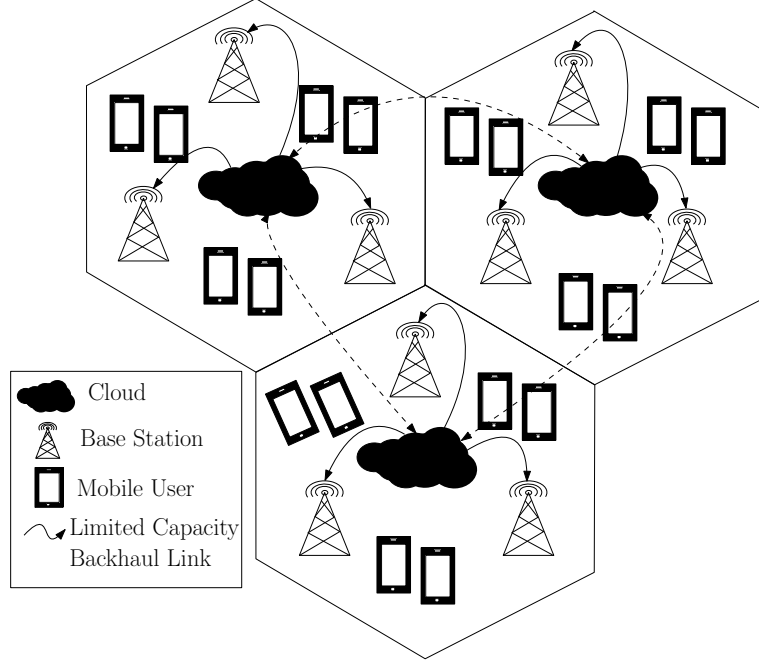 Cloud
Base Station
Mobile User
Limited Capacity
Backhaul Link